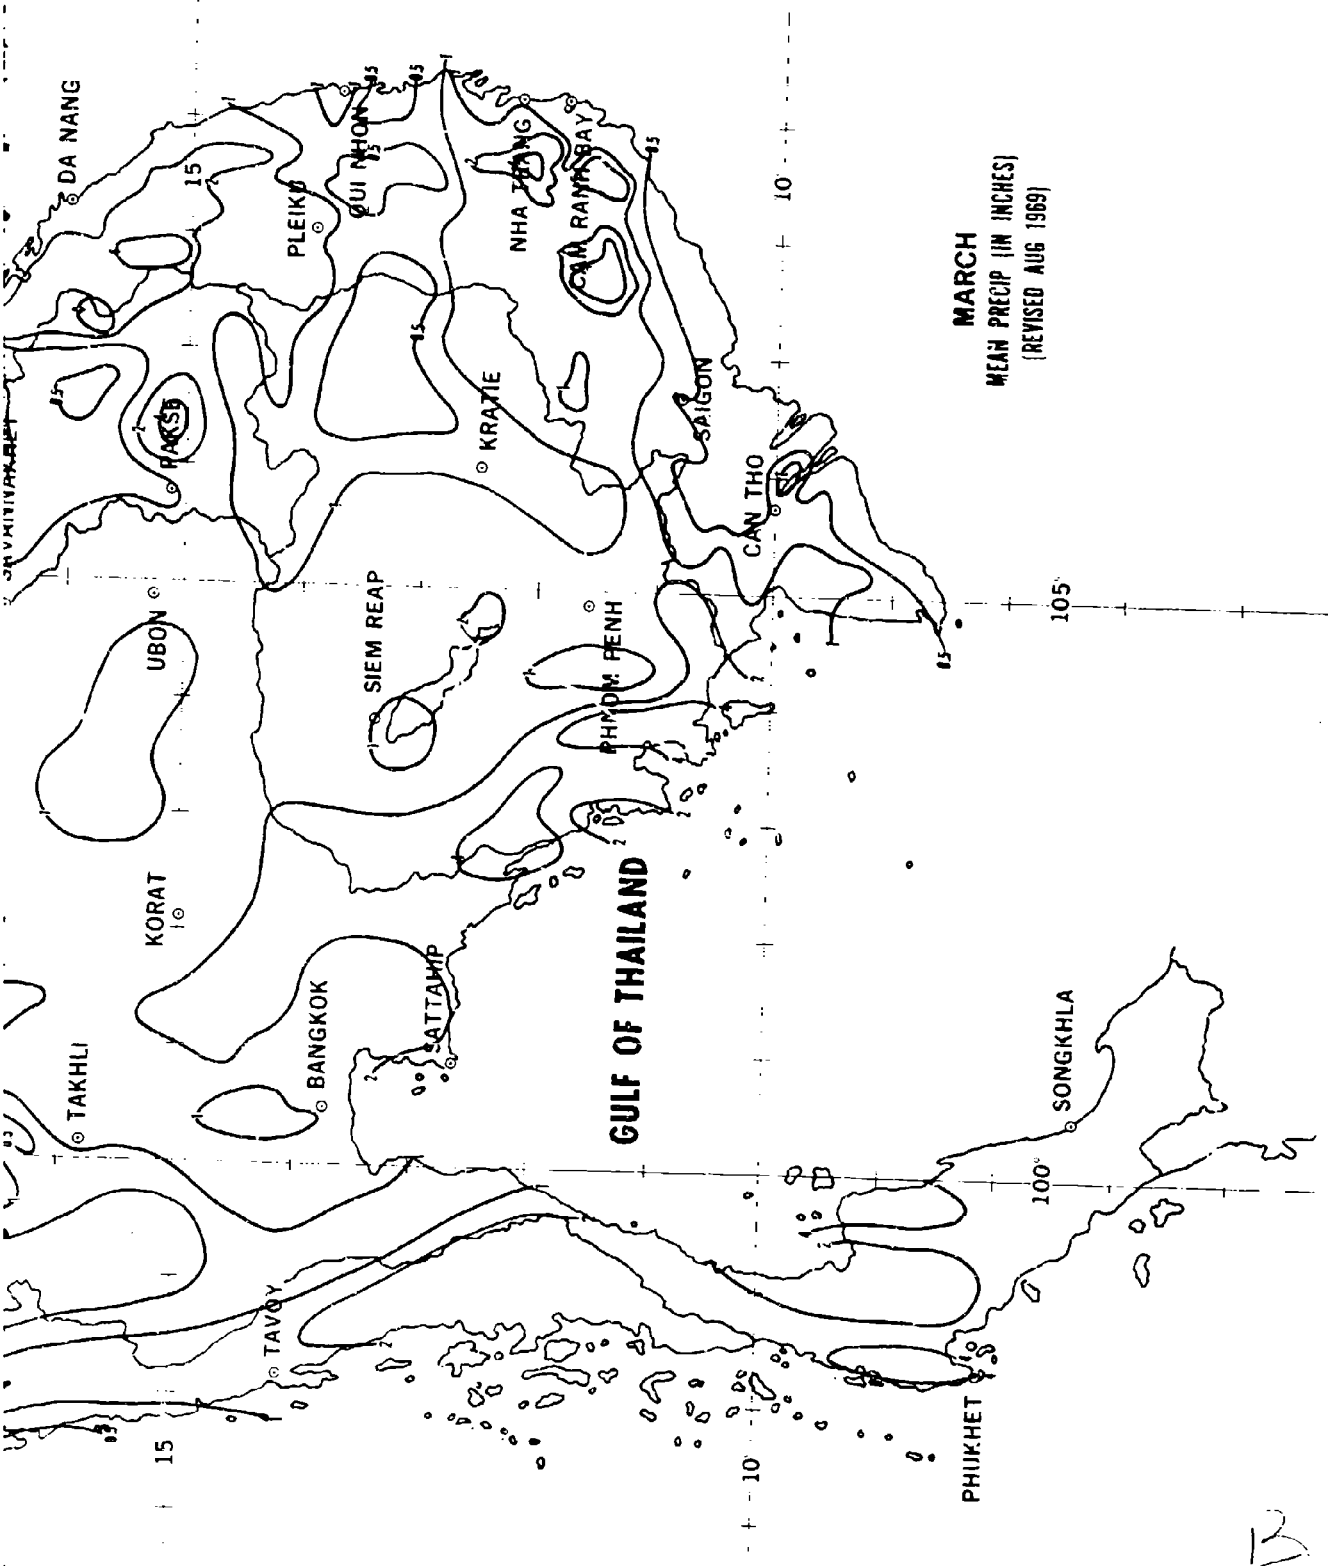 MARCH
MEAN PRECIP (IN INCHES)
(REVISED AUG 1969)
DA NANG
15
PLEIKU
QUI NHON
NHA TRANG
CAM RANH BAY
10
SAVANNAKHET
PAKSE
KRATIE
SAIGON
CAN THO
UBON
SIEM REAP
PHNOM PENH
105°
KORAT
TAKHLI
BANGKOK
SATTAHIP
GULF OF THAILAND
SONGKHLA
100°
TAVOY
15
10
PHUKHET
13